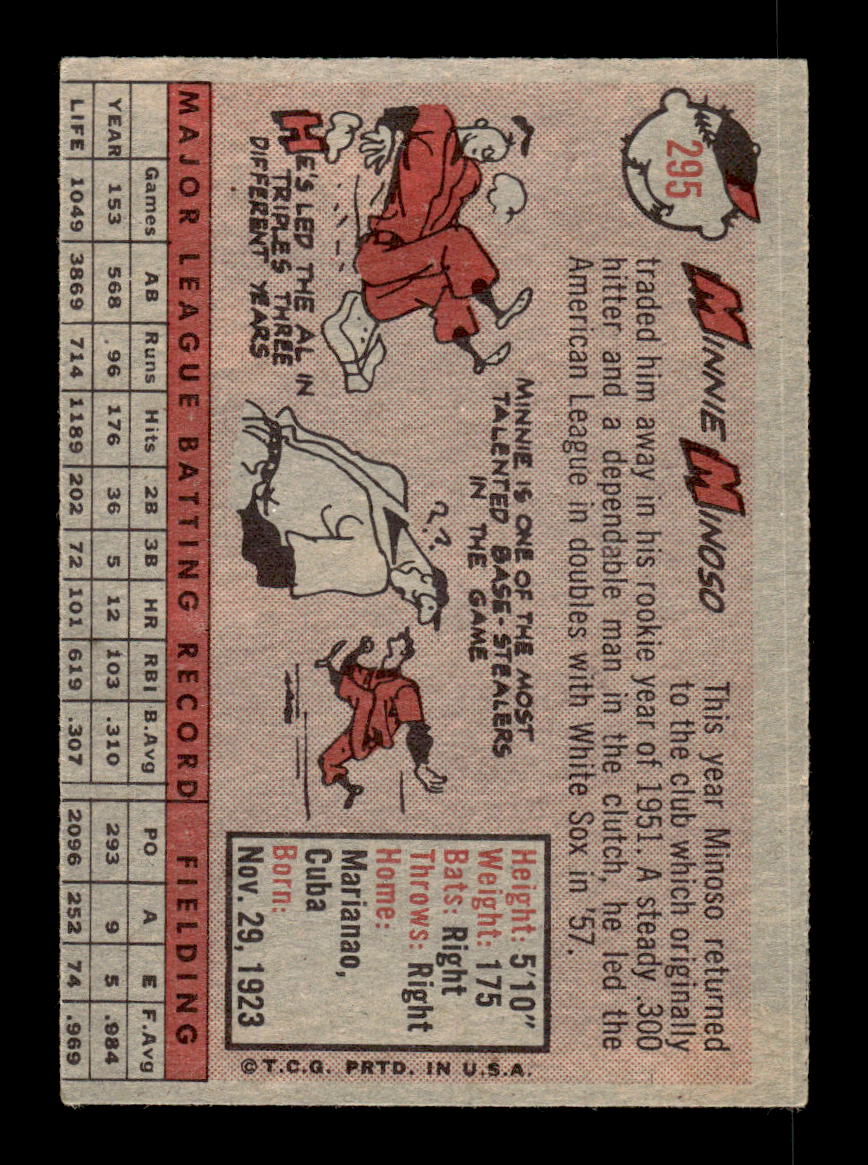 295
MINNIE MINOSO
This year Minoso returned
to the club which originally
traded him away in his rookie year of 1951. A steady .300
hitter and a dependable man in the clutch, he led the
American League in doubles with White Sox in '57.
HE'S LED THE AL IN
TRIPLES THREE
DIFFERENT YEARS
MINNIE IS ONE OF THE MOST
TALENTED BASE-STEALERS
IN THE GAME
??
Height: 5'10"
Weight: 175
Bats: Right
Throws: Right
Home:
Marianao,
Cuba
Born:
Nov. 29, 1923
© T.C.G. PRTD. IN U.S.A.
MAJOR LEAGUE BATTING RECORD FIELDING
Games AB Runs Hits 2B 3B HR RBI B.Avg PO A E F.Avg
YEAR 153 568 96 176 36 5 12 103 .310 293 9 5 .984
LIFE 1049 3869 714 1189 202 72 101 619 .307 2096 252 74 .969